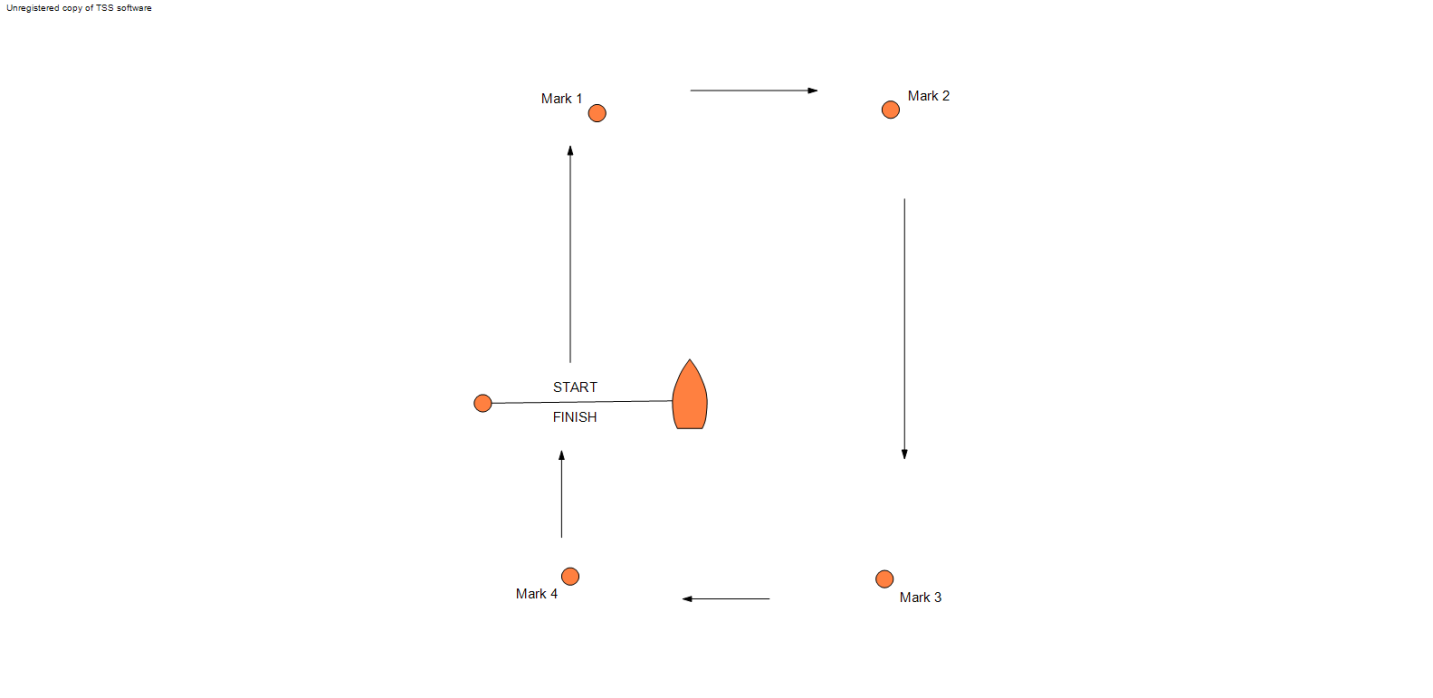 Unregistered copy of TSS software
Mark 1
Mark 2
START
FINISH
Mark 4
Mark 3